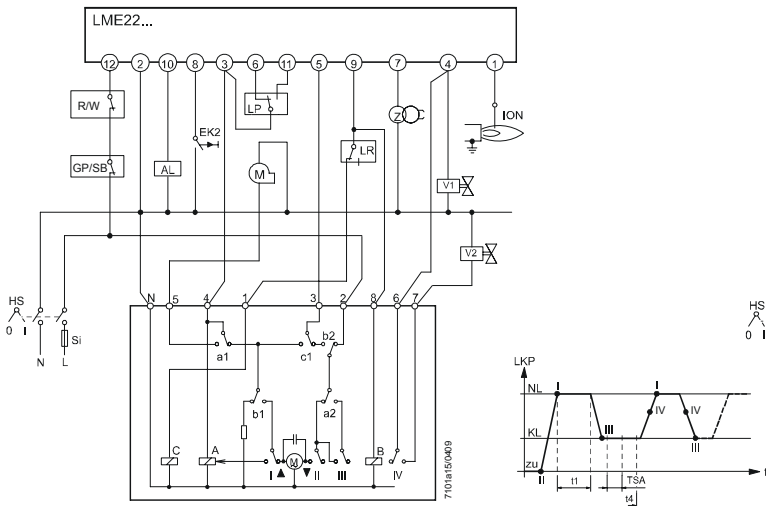 LME22...
12 2 10 8 3 6 11 5 9 7 4 1
R/W
LP
Z
ION
EK2
GP/SB
AL
M
LR
V1
V2
HS
0 I
Si
N L
N 5 4 1 3 2 8 6 7
a1 c1 b2
b1 a2
C A I M II III B IV
7101a150409
HS
0 I
LKP
NL I I
IV IV
KL III III
zu
II t1 TSA t
t4